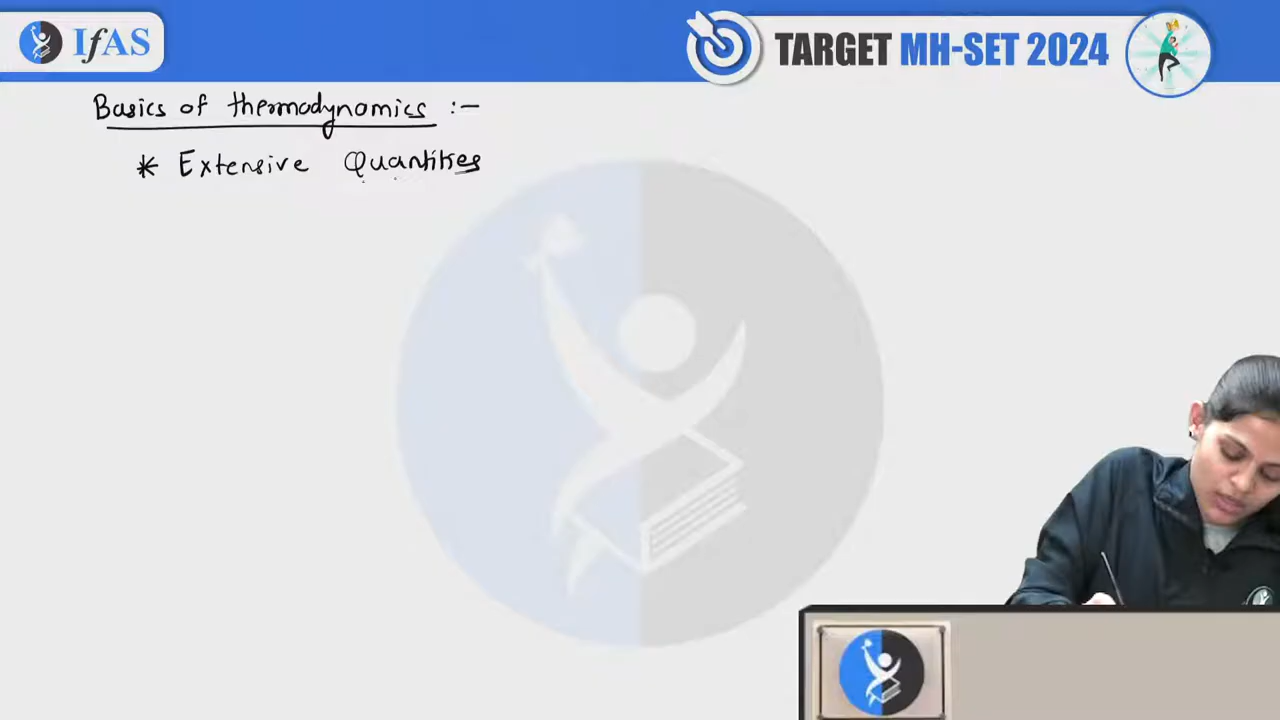 IfAS
TARGET MH-SET 2024
Basics of thermodynamics :-
* Extensive Quantities